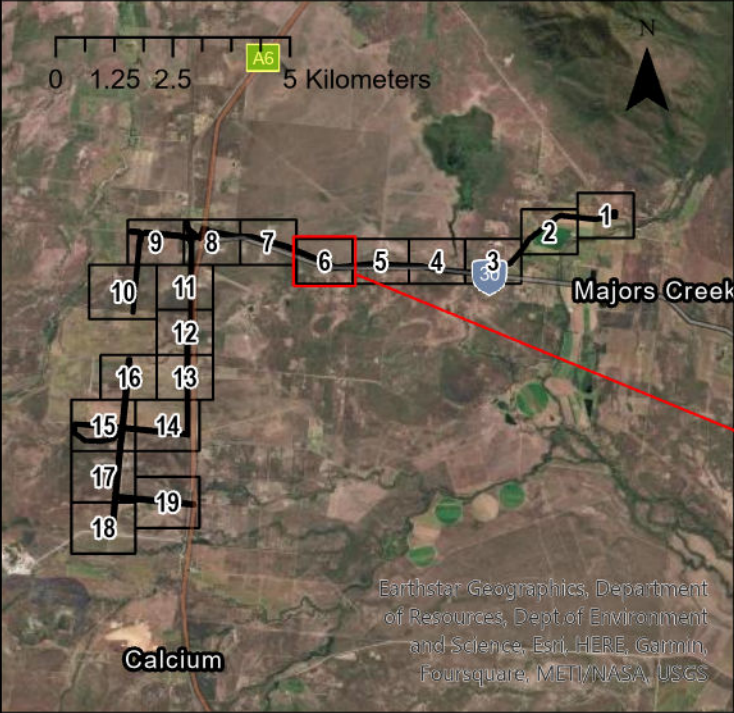 N
A6
0 1.25 2.5 5 Kilometers
1
2
9 8 7
6 5 4 3
10 11
Majors Creek
12
16 13
15 14
17
19
18
Earthstar Geographics, Department
of Resources, Dept of Environment
and Science, Esri, HERE, Garmin,
Foursquare, METI/NASA, USGS
Calcium